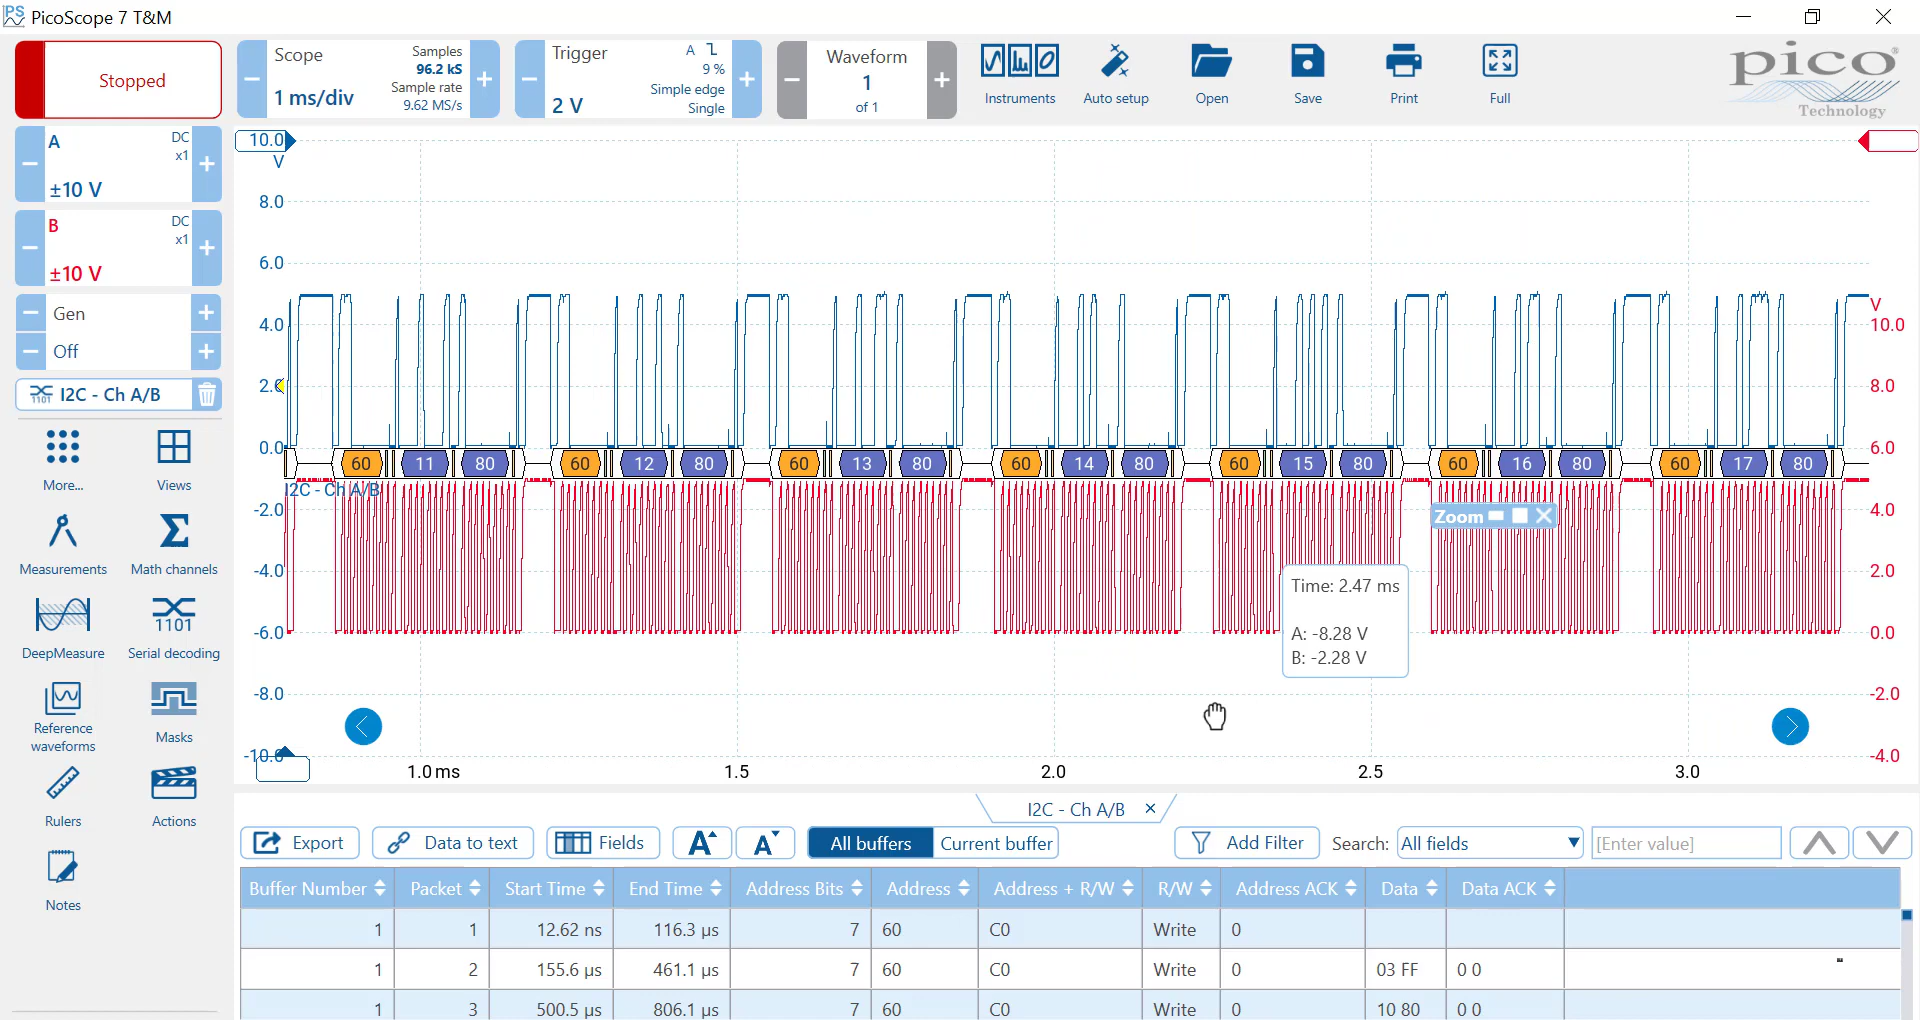 PS PicoScope 7 T&M
Stopped
Scope
1 ms/div
Samples
96.2 kS
Sample rate
9.62 MS/s
Trigger
2 V
A
9 %
Simple edge
Single
Waveform
1
of 1
Instruments
Auto setup
Open
Save
Print
Full
pico
Technology
A
DC
x1
±10 V
B
DC
x1
±10 V
Gen
Off
I2C - Ch A/B
More...
Views
Measurements
Math channels
DeepMeasure
1101
Serial decoding
Reference
waveforms
Masks
Rulers
Actions
Notes
10.0
V
8.0
6.0
4.0
2.0
0.0
-2.0
-4.0
-6.0
-8.0
-10.0
V
10.0
8.0
6.0
4.0
2.0
0.0
-2.0
-4.0
60 11 80 60 12 80 60 13 80 60 14 80 60 15 80 60 16 80 60 17 80
I2C - Ch A/B
Zoom
Time: 2.47 ms
A: -8.28 V
B: -2.28 V
1.0 ms 1.5 2.0 2.5 3.0
I2C - Ch A/B
Export Data to text Fields A A All buffers Current buffer Add Filter Search: All fields [Enter value]
Buffer Number Packet Start Time End Time Address Bits Address Address + R/W R/W Address ACK Data Data ACK
1 1 12.62 ns 116.3 µs 7 60 C0 Write 0
1 2 155.6 µs 461.1 µs 7 60 C0 Write 0 03 FF 0 0
1 3 500.5 µs 806.1 µs 7 60 C0 Write 0 10 80 0 0